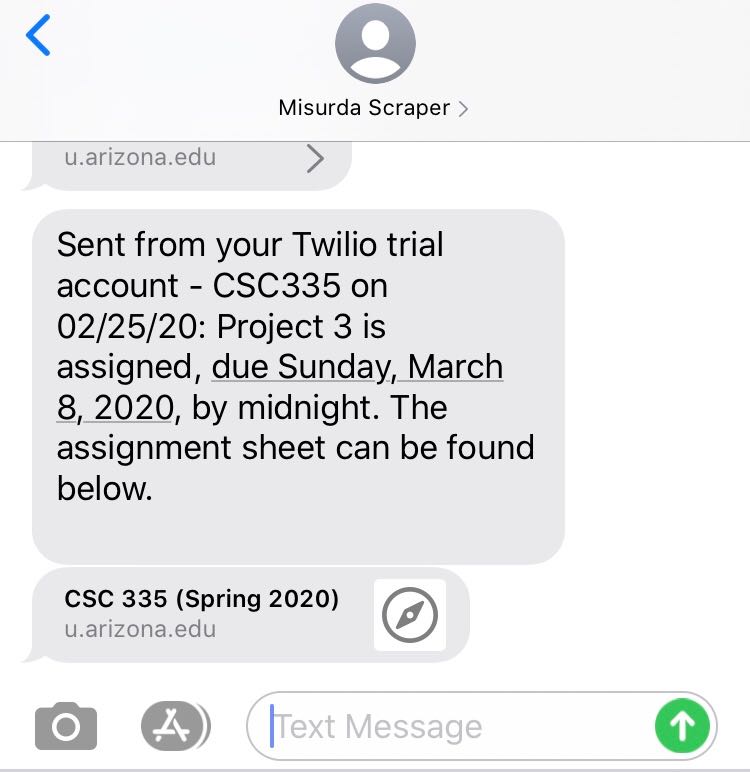 Misurda Scraper
u.arizona.edu
Sent from your Twilio trial
account - CSC335 on
02/25/20: Project 3 is
assigned, due Sunday, March
8, 2020, by midnight. The
assignment sheet can be found
below.
CSC 335 (Spring 2020)
u.arizona.edu
Text Message